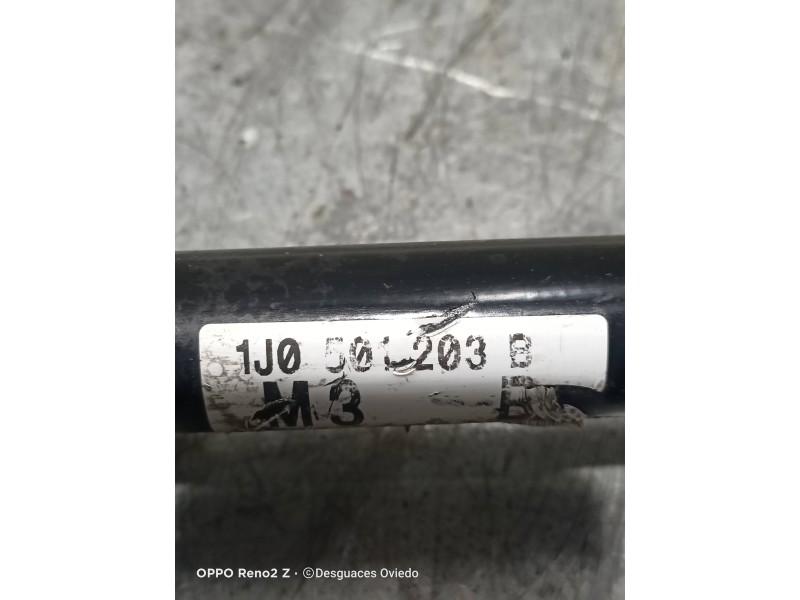 1J0 501 203 B
M3 R
OPPO Reno2 Z • ©Desguaces Oviedo